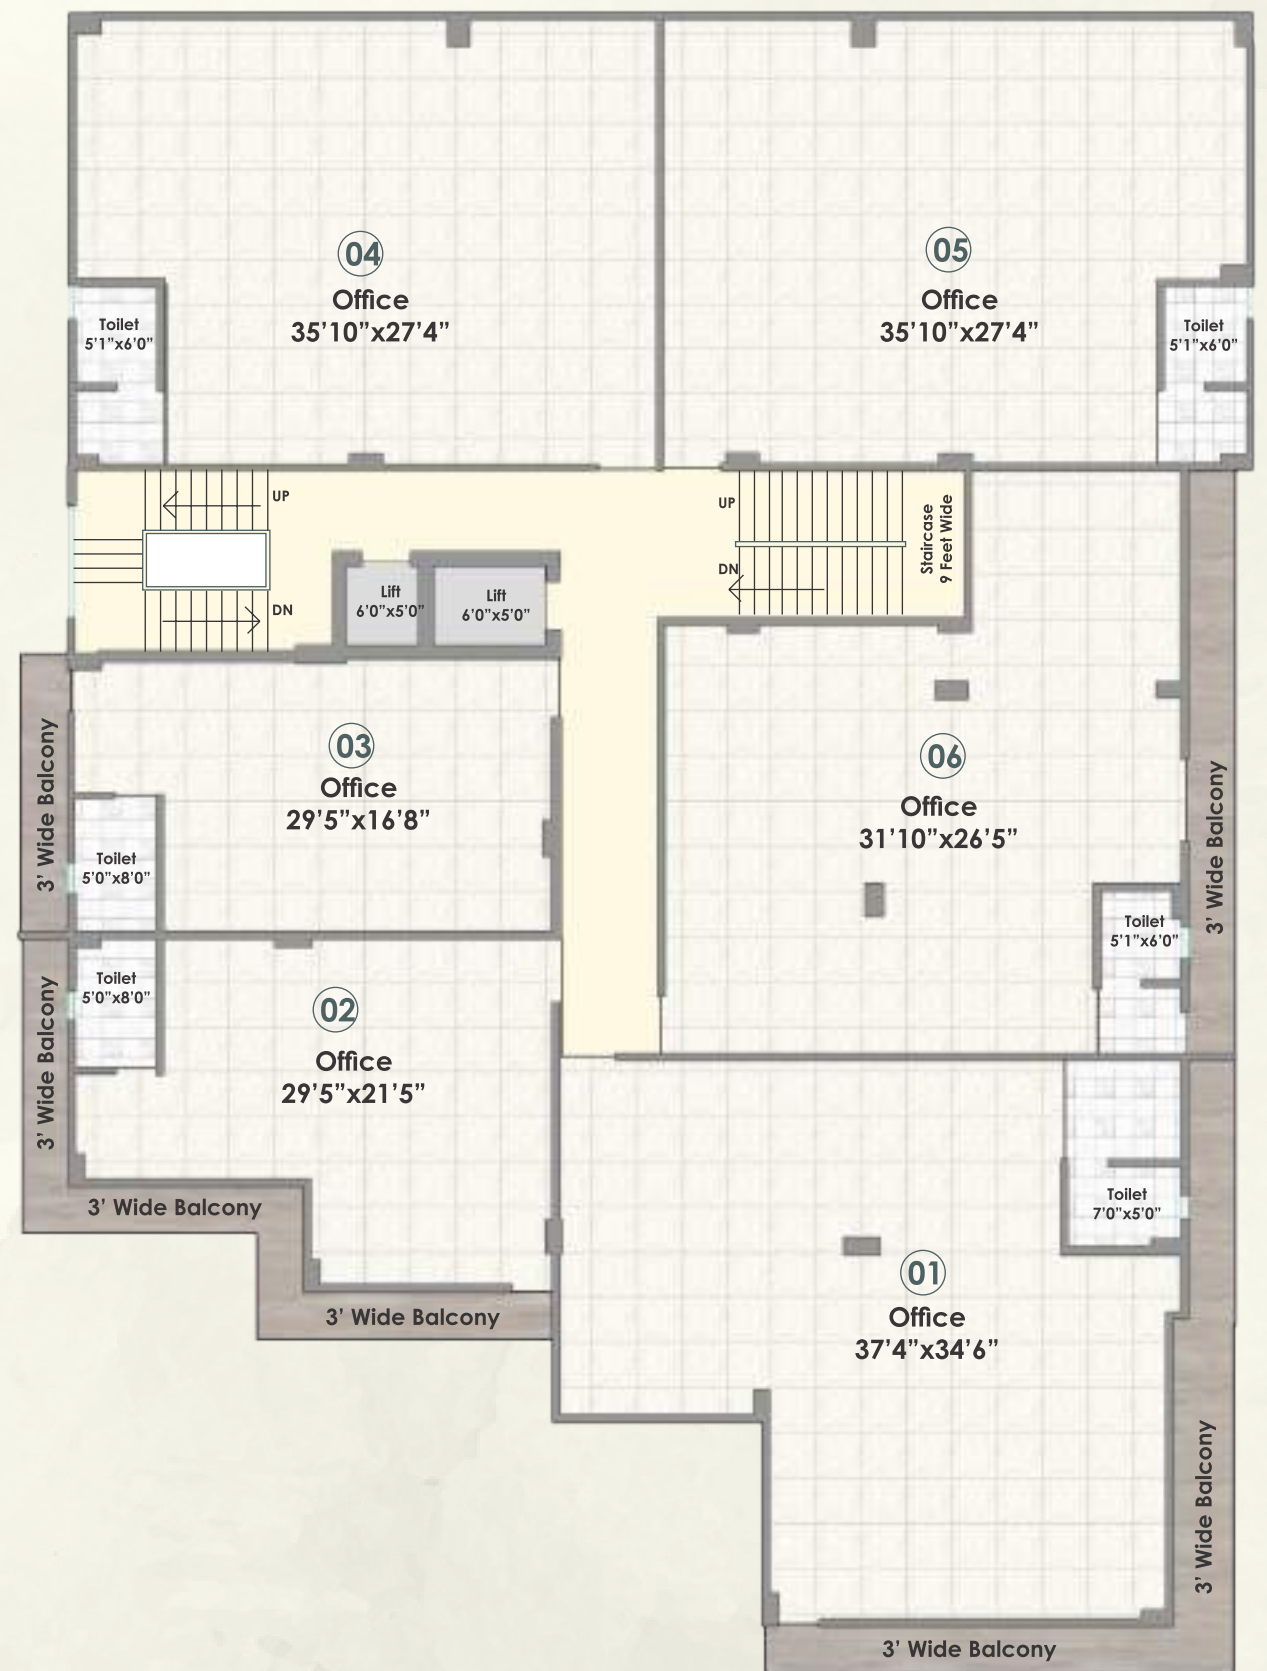 04
Office
35’10”x27’4”
05
Office
35’10”x27’4”
Toilet
5’1”x6’0”
Toilet
5’1”x6’0”
UP
DN
Lift
6’0”x5’0”
Lift
6’0”x5’0”
UP
DN
Staircase
9 Feet Wide
3’ Wide Balcony
03
Office
29’5”x16’8”
Toilet
5’0”x8’0”
06
Office
31’10”x26’5”
3’ Wide Balcony
Toilet
5’1”x6’0”
3’ Wide Balcony
Toilet
5’0”x8’0”
02
Office
29’5”x21’5”
3’ Wide Balcony
3’ Wide Balcony
Toilet
7’0”x5’0”
01
Office
37’4”x34’6”
3’ Wide Balcony
3’ Wide Balcony